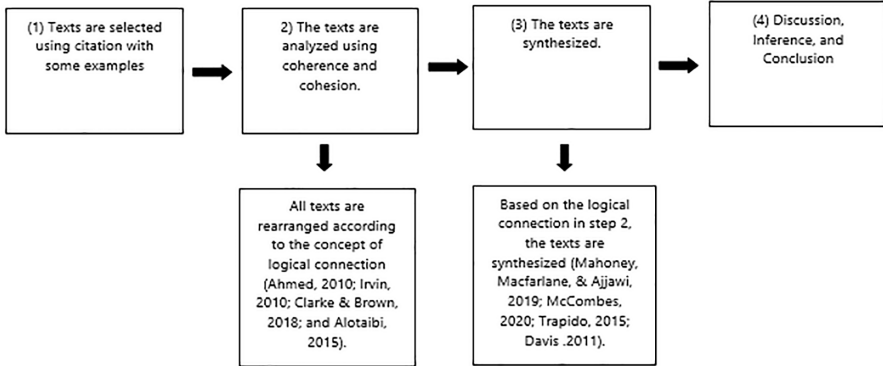 (1) Texts are selected
using citation with
some examples
2) The texts are
analyzed using
coherence and
cohesion.
(3) The texts are
synthesized.
(4) Discussion,
Inference, and
Conclusion
All texts are
rearranged according
to the concept of
logical connection
(Ahmed, 2010; Irvin,
2010; Clarke & Brown,
2018; and Alotaibi,
2015).
Based on the logical
connection in step 2,
the texts are
synthesized (Mahoney,
Macfarlane, & Ajjawi,
2019; McCombes,
2020; Trapido, 2015;
Davis .2011).